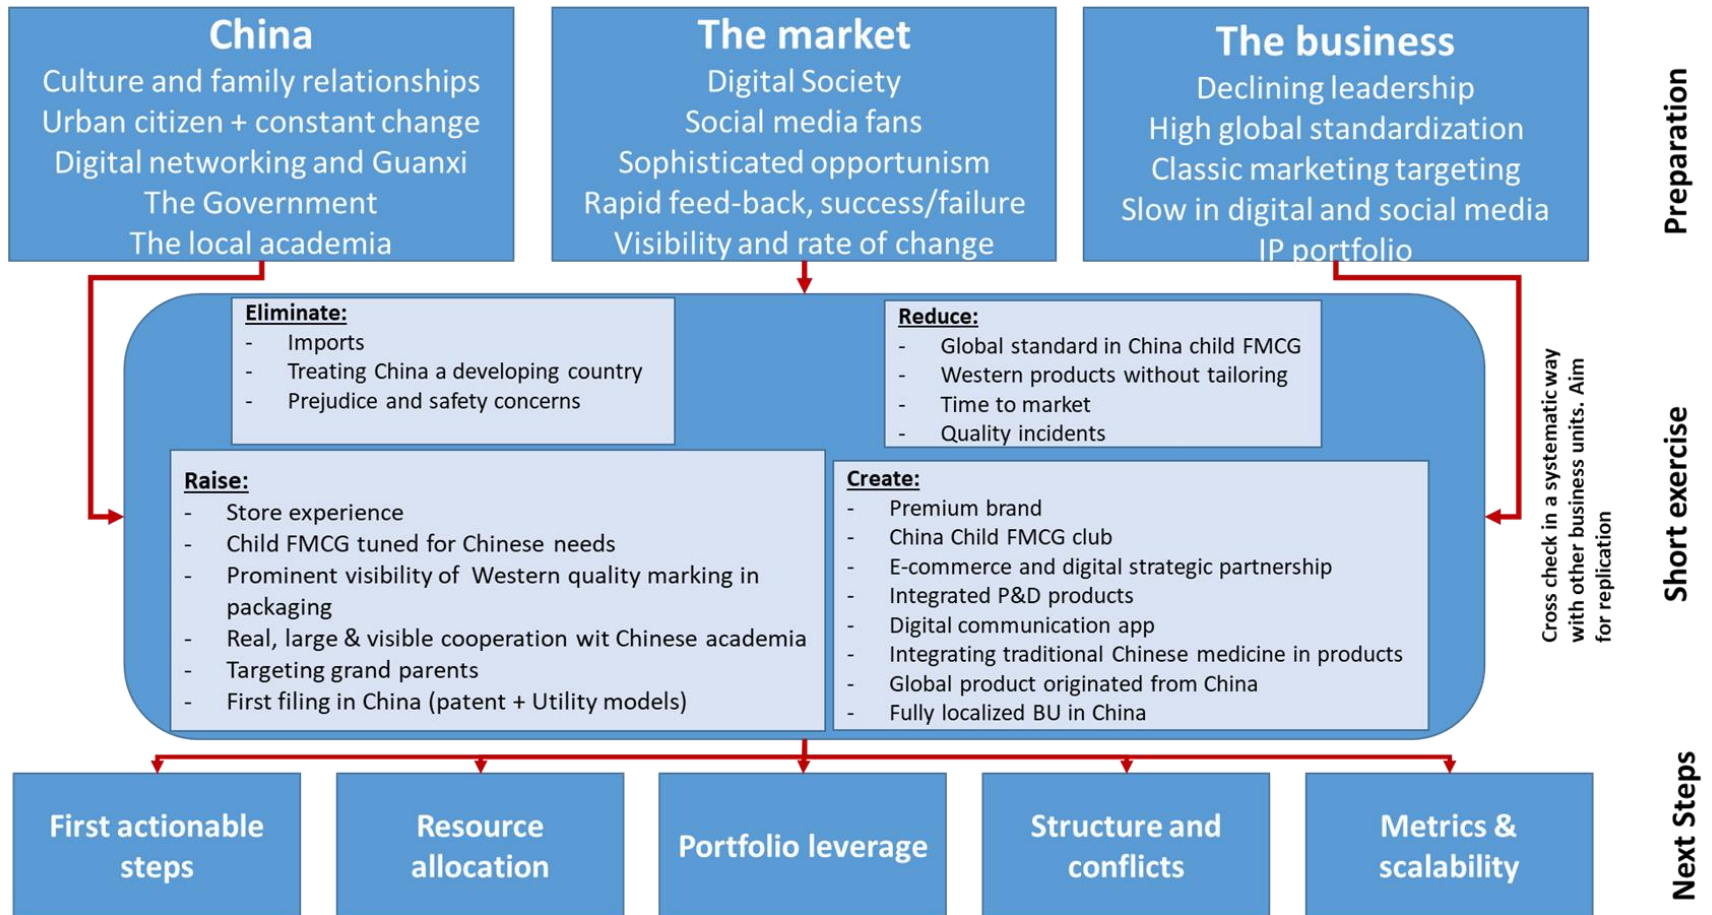 China
Culture and family relationships
Urban citizen + constant change
Digital networking and Guanxi
The Government
The local academia
The market
Digital Society
Social media fans
Sophisticated opportunism
Rapid feed-back, success/failure
Visibility and rate of change
The business
Declining leadership
High global standardization
Classic marketing targeting
Slow in digital and social media
IP portfolio
Preparation
Eliminate:
- Imports
- Treating China a developing country
- Prejudice and safety concerns
Reduce:
- Global standard in China child FMCG
- Western products without tailoring
- Time to market
- Quality incidents
Raise:
- Store experience
- Child FMCG tuned for Chinese needs
- Prominent visibility of Western quality marking in
packaging
- Real, large & visible cooperation wit Chinese academia
- Targeting grand parents
- First filing in China (patent + Utility models)
Create:
- Premium brand
- China Child FMCG club
- E-commerce and digital strategic partnership
- Integrated P&D products
- Digital communication app
- Integrating traditional Chinese medicine in products
- Global product originated from China
- Fully localized BU in China
Cross check in a systematic way
with other business units. Aim
for replication
Short exercise
First actionable
steps
Resource
allocation
Portfolio leverage
Structure and
conflicts
Metrics &
scalability
Next Steps